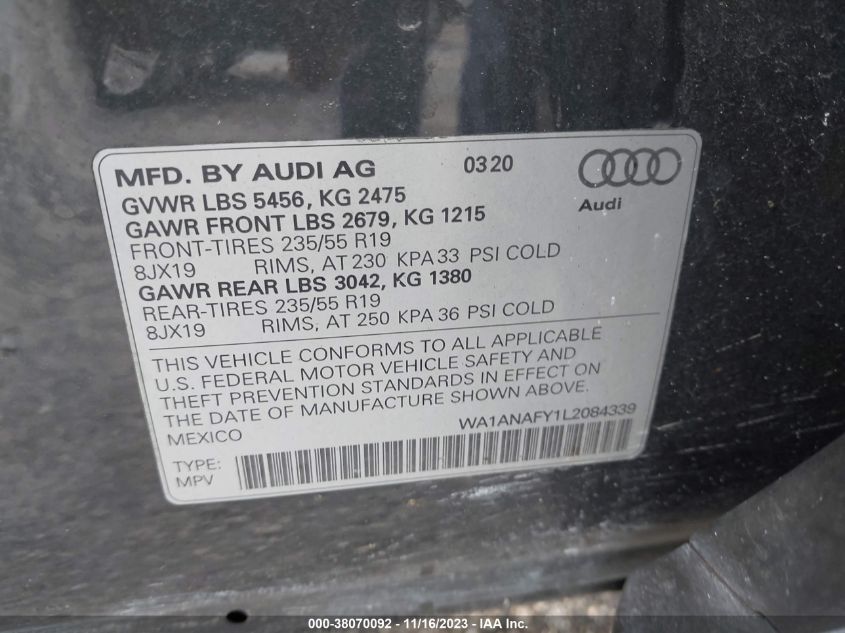 MFD. BY AUDI AG 0320
GVWR LBS 5456, KG 2475
GAWR FRONT LBS 2679, KG 1215
Audi
FRONT-TIRES 235/55 R19
8JX19 RIMS, AT 230 KPA 33 PSI COLD
GAWR REAR LBS 3042, KG 1380
REAR-TIRES 235/55 R19
8JX19 RIMS, AT 250 KPA 36 PSI COLD
THIS VEHICLE CONFORMS TO ALL APPLICABLE
U.S. FEDERAL MOTOR VEHICLE SAFETY AND
THEFT PREVENTION STANDARDS IN EFFECT ON
THE DATE OF MANUFACTURE SHOWN ABOVE.
MEXICO WA1ANAFY1L2084339
TYPE:
MPV
000-38070092 - 11/16/2023 - IAA Inc.